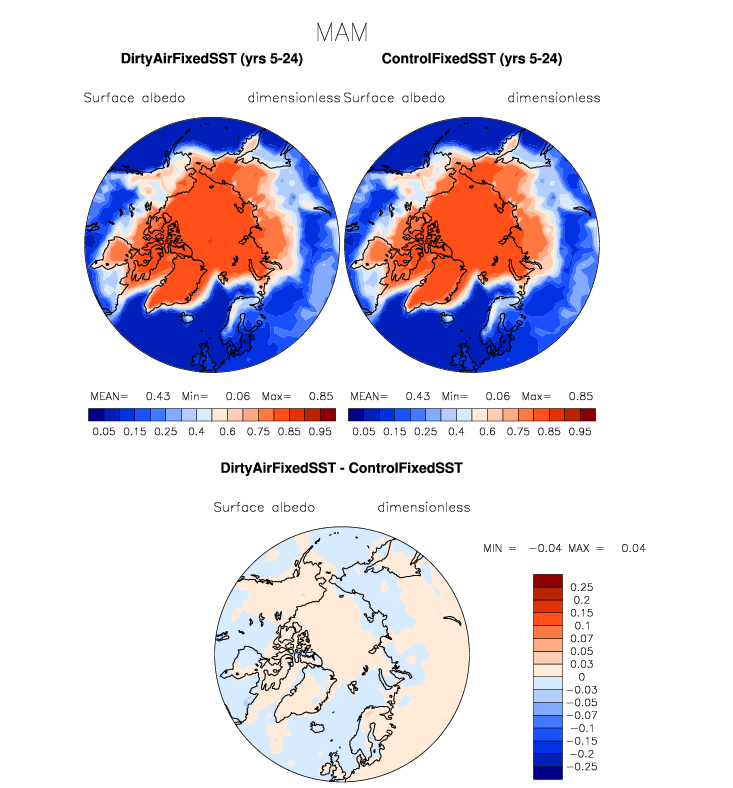 MAM
DirtyAirFixedSST (yrs 5-24) ControlFixedSST (yrs 5-24)
Surface albedo dimensionless Surface albedo dimensionless
MEAN= 0.43 Min= 0.06 Max= 0.85 MEAN= 0.43 Min= 0.06 Max= 0.85
0.05 0.15 0.25 0.4 0.6 0.75 0.85 0.95 0.05 0.15 0.25 0.4 0.6 0.75 0.85 0.95
DirtyAirFixedSST - ControlFixedSST
Surface albedo dimensionless
MIN = -0.04 MAX = 0.04
0.25
0.2
0.15
0.1
0.07
0.05
0.03
0
-0.03
-0.05
-0.07
-0.1
-0.15
-0.2
-0.25